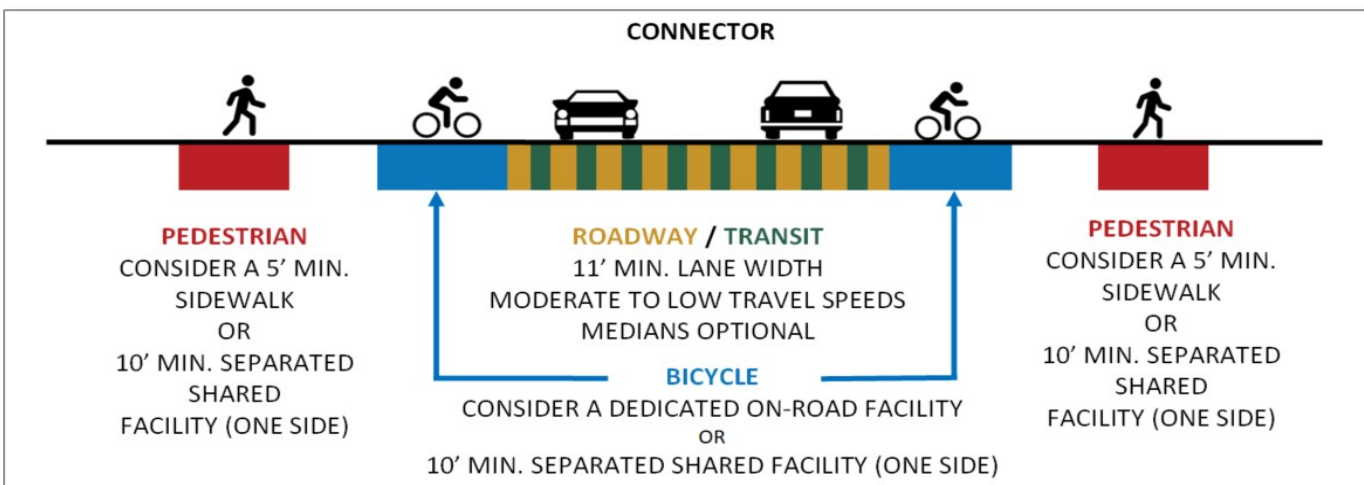 CONNECTOR
PEDESTRIAN
CONSIDER A 5’ MIN.
SIDEWALK
OR
10’ MIN. SEPARATED
SHARED
FACILITY (ONE SIDE)
ROADWAY / TRANSIT
11’ MIN. LANE WIDTH
MODERATE TO LOW TRAVEL SPEEDS
MEDIANS OPTIONAL
BICYCLE
CONSIDER A DEDICATED ON-ROAD FACILITY
OR
10’ MIN. SEPARATED SHARED FACILITY (ONE SIDE)
PEDESTRIAN
CONSIDER A 5’ MIN.
SIDEWALK
OR
10’ MIN. SEPARATED
SHARED
FACILITY (ONE SIDE)